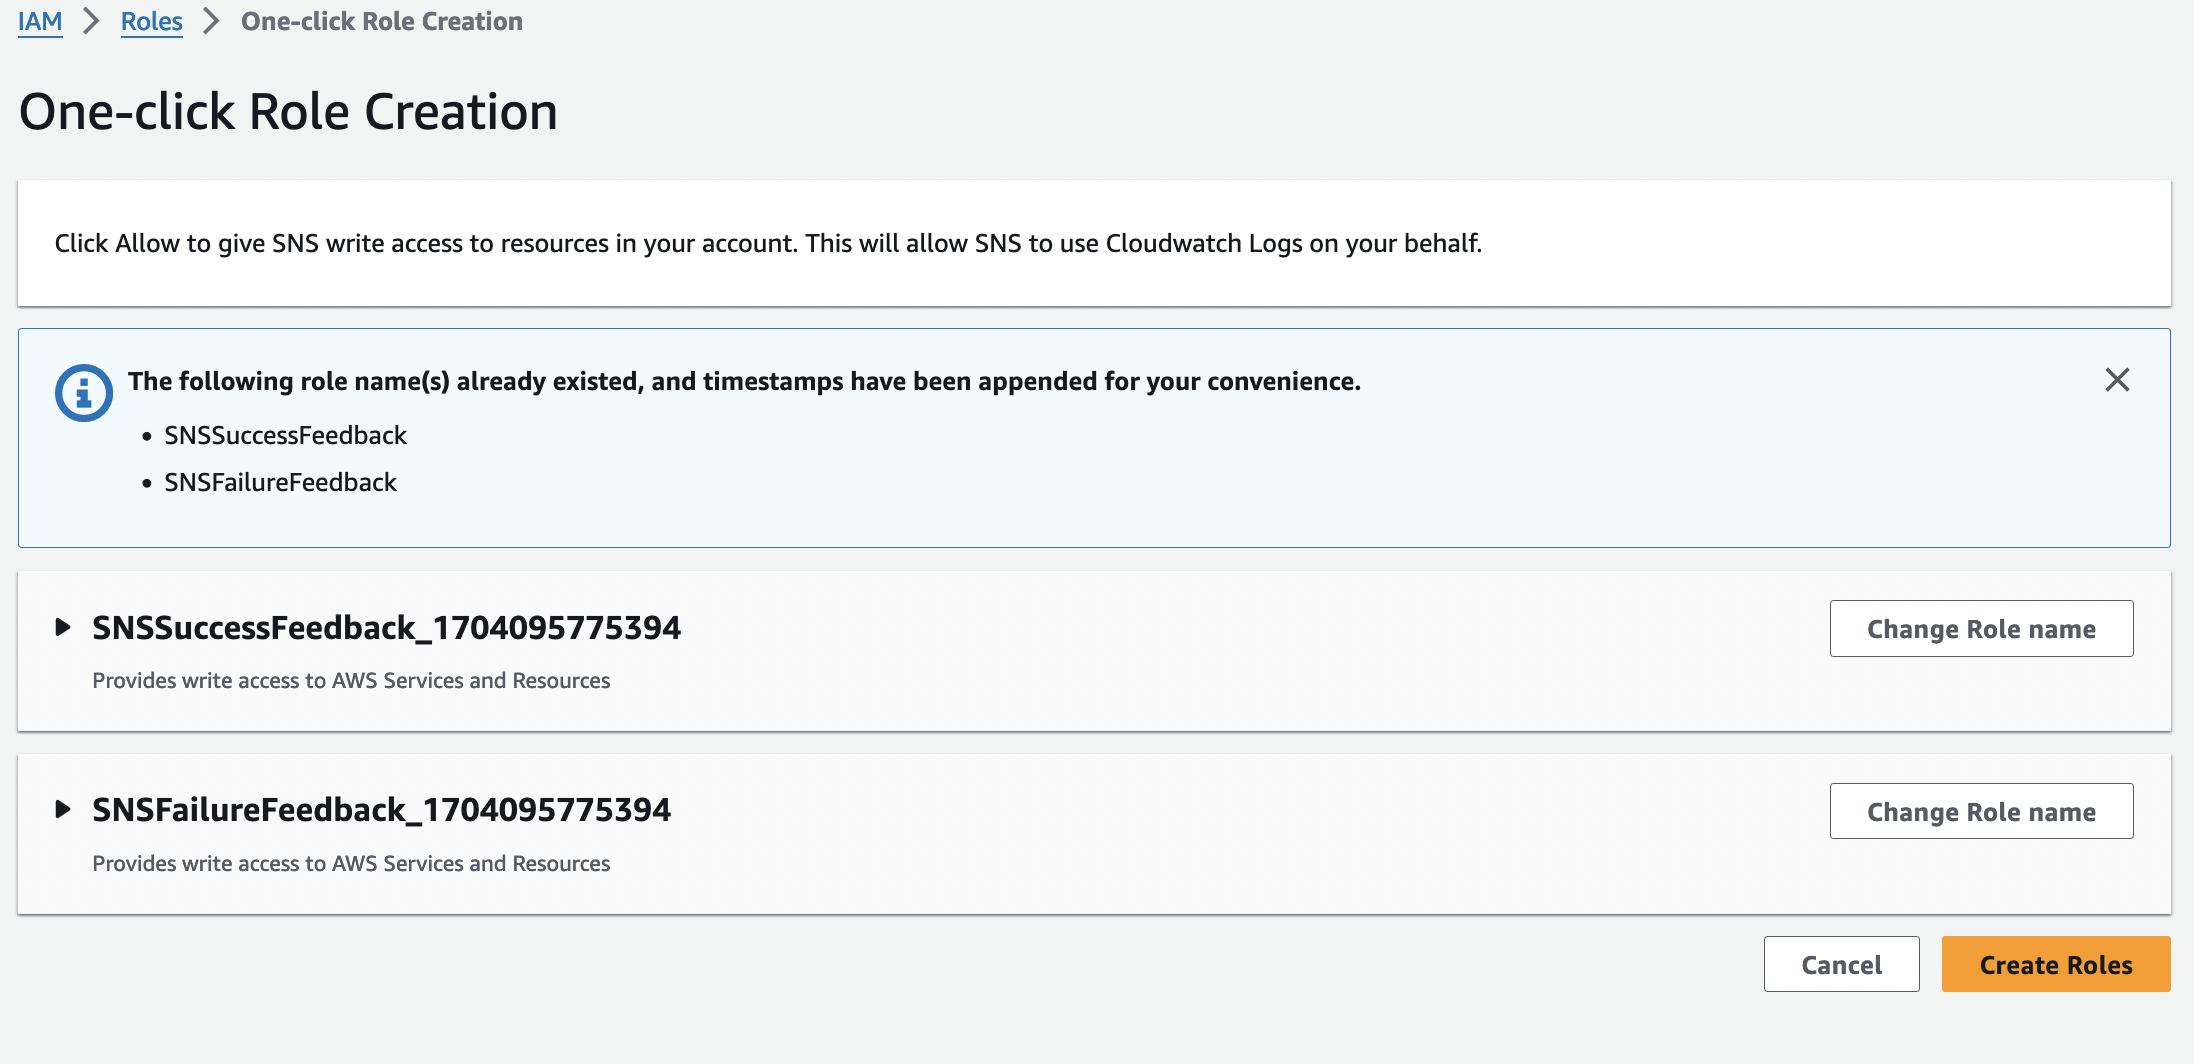 IAM > Roles > One-click Role Creation
One-click Role Creation
Click Allow to give SNS write access to resources in your account. This will allow SNS to use Cloudwatch Logs on your behalf.
The following role name(s) already existed, and timestamps have been appended for your convenience.
• SNSSuccessFeedback
• SNSFailureFeedback
SNSSuccessFeedback_1704095775394
Change Role name
Provides write access to AWS Services and Resources
SNSFailureFeedback_1704095775394
Change Role name
Provides write access to AWS Services and Resources
Cancel
Create Roles